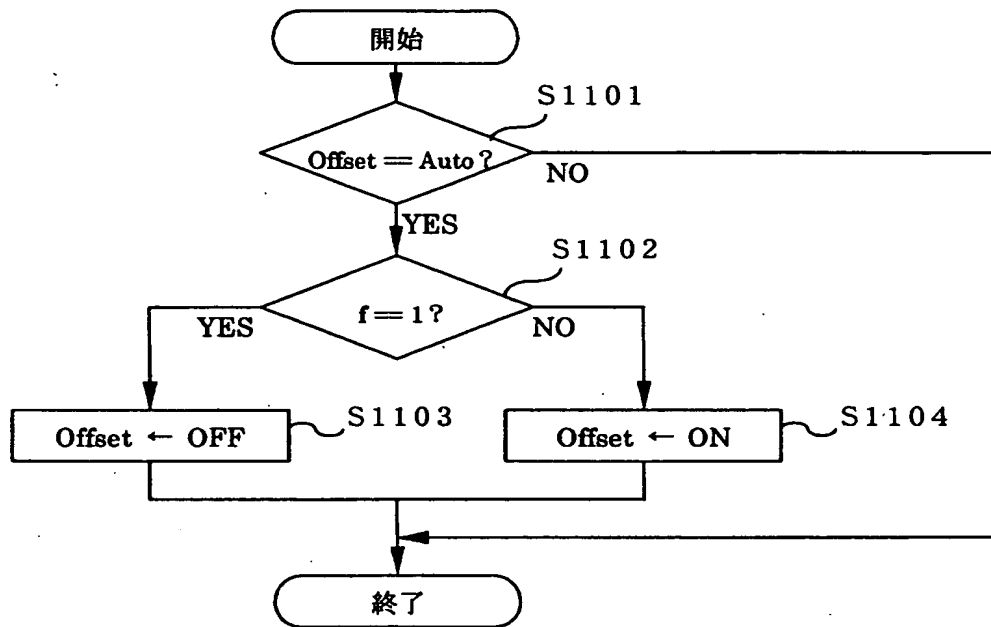 開始
S1101
Offset == Auto?
NO
YES
S1102
f == 1?
YES
NO
Offset ← OFF
S1103
Offset ← ON
S1104
終了